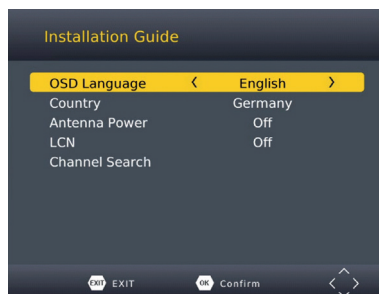 Installation Guide
OSD Language < English >
Country Germany
Antenna Power Off
LCN Off
Channel Search
EXIT EXIT OK Confirm